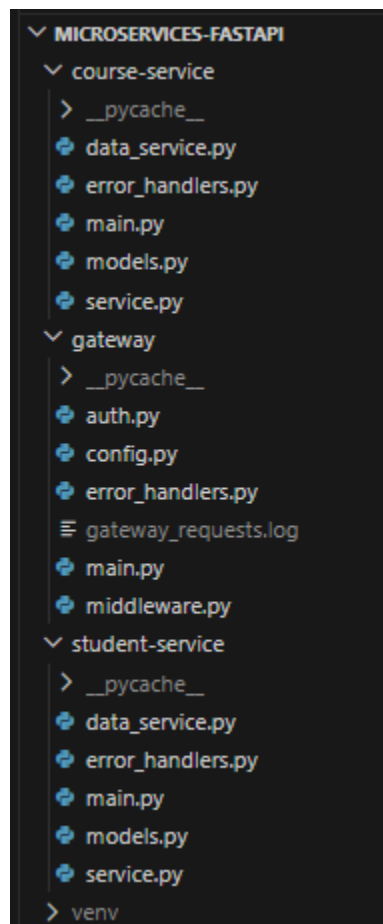 MICROSERVICES-FASTAPI
course-service
__pycache__
data_service.py
error_handlers.py
main.py
models.py
service.py
gateway
__pycache__
auth.py
config.py
error_handlers.py
gateway_requests.log
main.py
middleware.py
student-service
__pycache__
data_service.py
error_handlers.py
main.py
models.py
service.py
venv